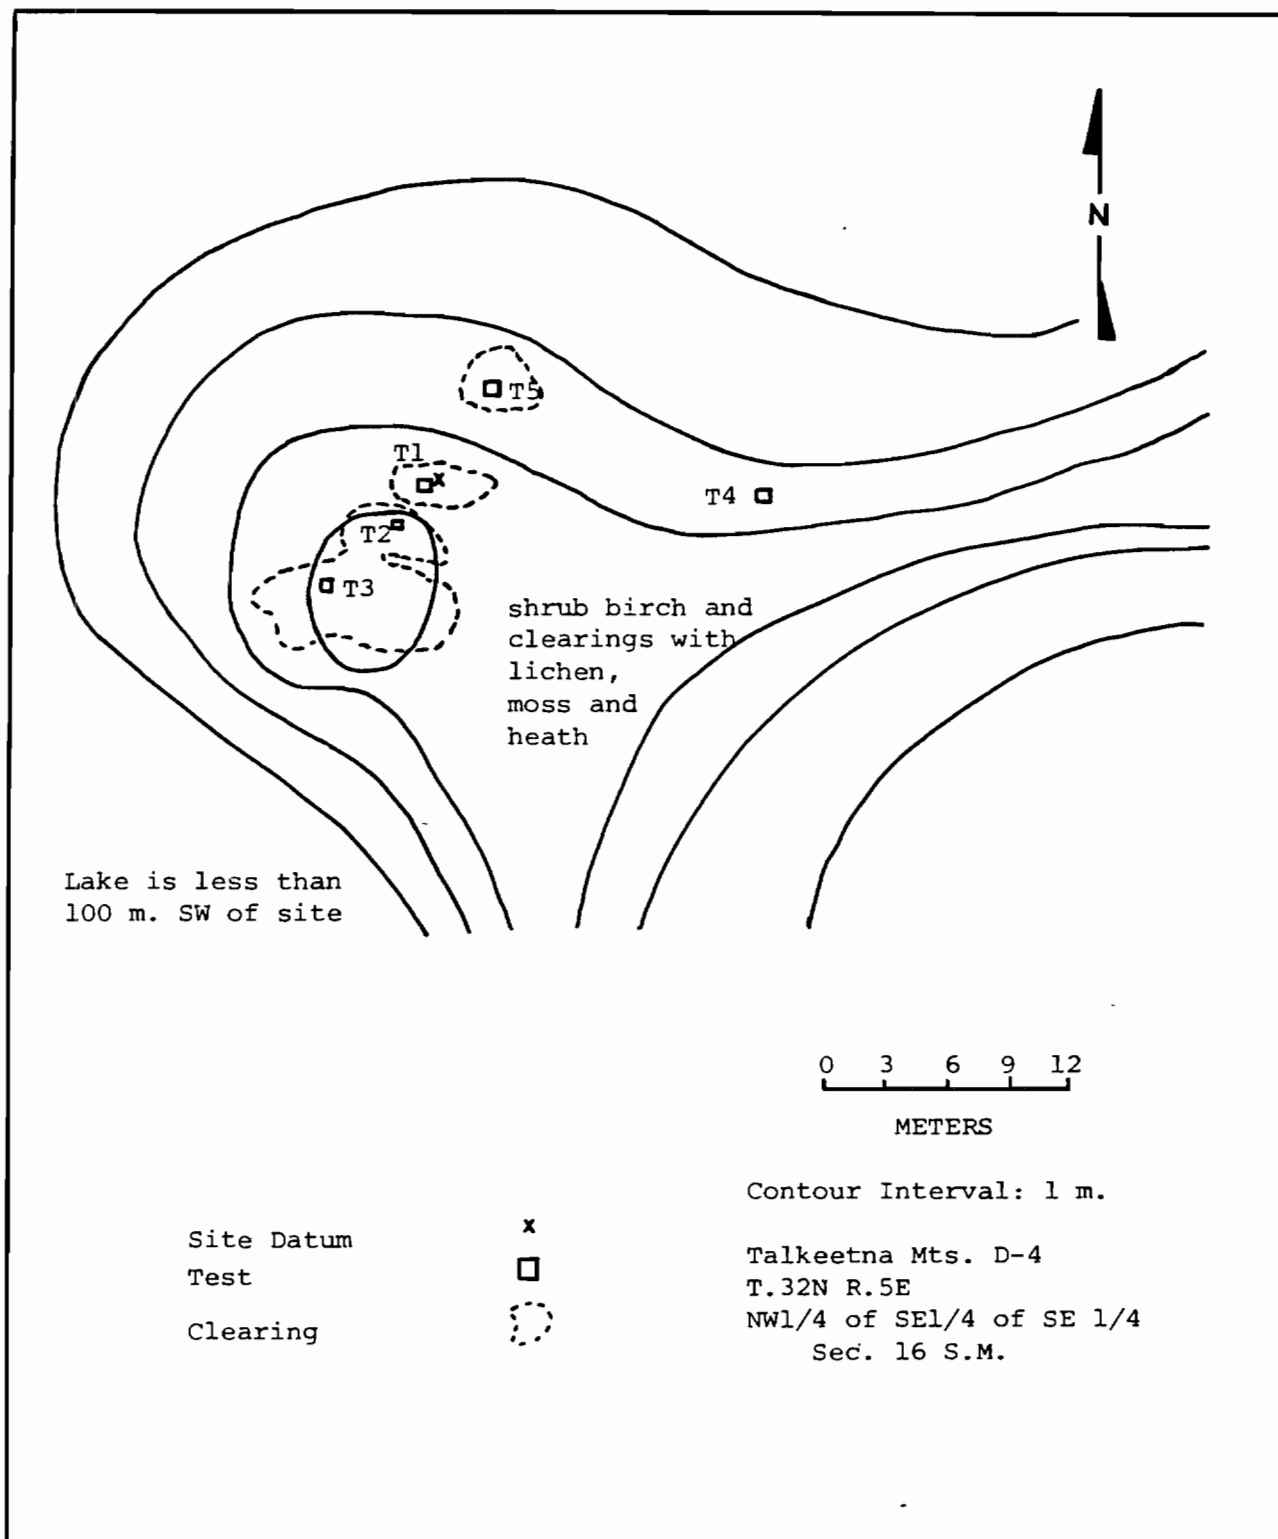 N
T5
T1
T4
T2
T3
shrub birch and
clearings with
lichen,
moss and
heath
Lake is less than
100 m. SW of site
0 3 6 9 12
METERS
Contour Interval: 1 m.
Site Datum x
Test
Clearing
Talkeetna Mts. D-4
T.32N R.5E
NW1/4 of SE1/4 of SE 1/4
Sec. 16 S.M.